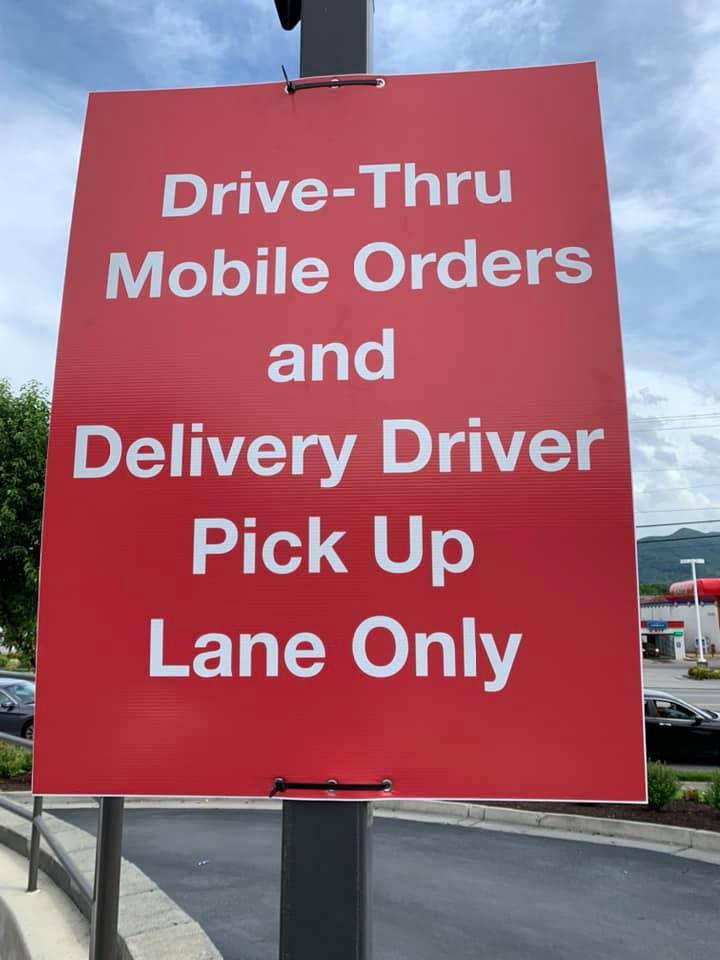 Drive-Thru
Mobile Orders
and
Delivery Driver
Pick Up
Lane Only